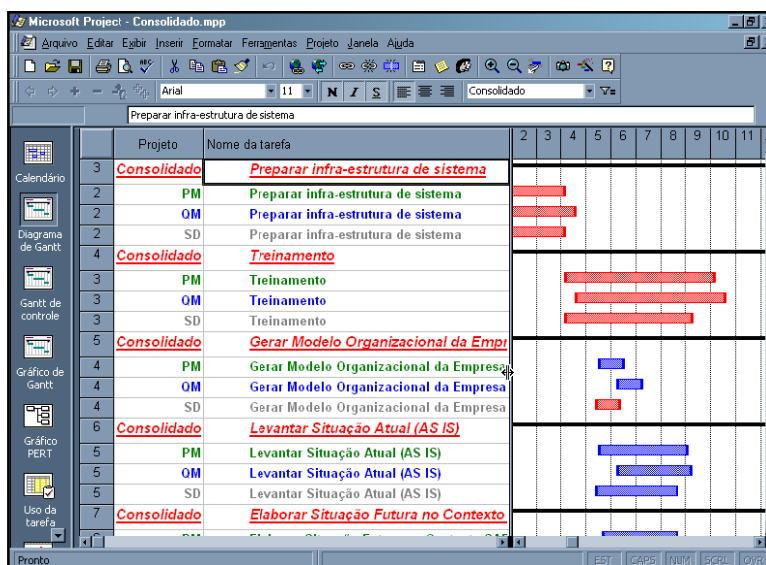 Microsoft Project - Consolidado.mpp
Arquivo Editar Exibir Inserir Formatar Ferramentas Projeto Janela Ajuda
Arial 11 N I S Consolidado
Preparar infra-estrutura de sistema
Projeto Nome da tarefa 2 3 4 5 6 7 8 9 10 11
Calendário
Diagrama de Gantt
Gantt de controle
Gráfico de Gantt
Gráfico PERT
Uso da tarefa
3 Consolidado Preparar infra-estrutura de sistema
2 PM Preparar infra-estrutura de sistema
2 QM Preparar infra-estrutura de sistema
2 SD Preparar infra-estrutura de sistema
4 Consolidado Treinamento
3 PM Treinamento
3 QM Treinamento
3 SD Treinamento
5 Consolidado Gerar Modelo Organizacional da Empr
4 PM Gerar Modelo Organizacional da Empresa
4 QM Gerar Modelo Organizacional da Empresa
4 SD Gerar Modelo Organizacional da Empresa
6 Consolidado Levantar Situação Atual (AS IS)
5 PM Levantar Situação Atual (AS IS)
5 QM Levantar Situação Atual (AS IS)
5 SD Levantar Situação Atual (AS IS)
7 Consolidado Elaborar Situação Futura no Contexto
Pronto EST CAPS NUM SCRL OVR